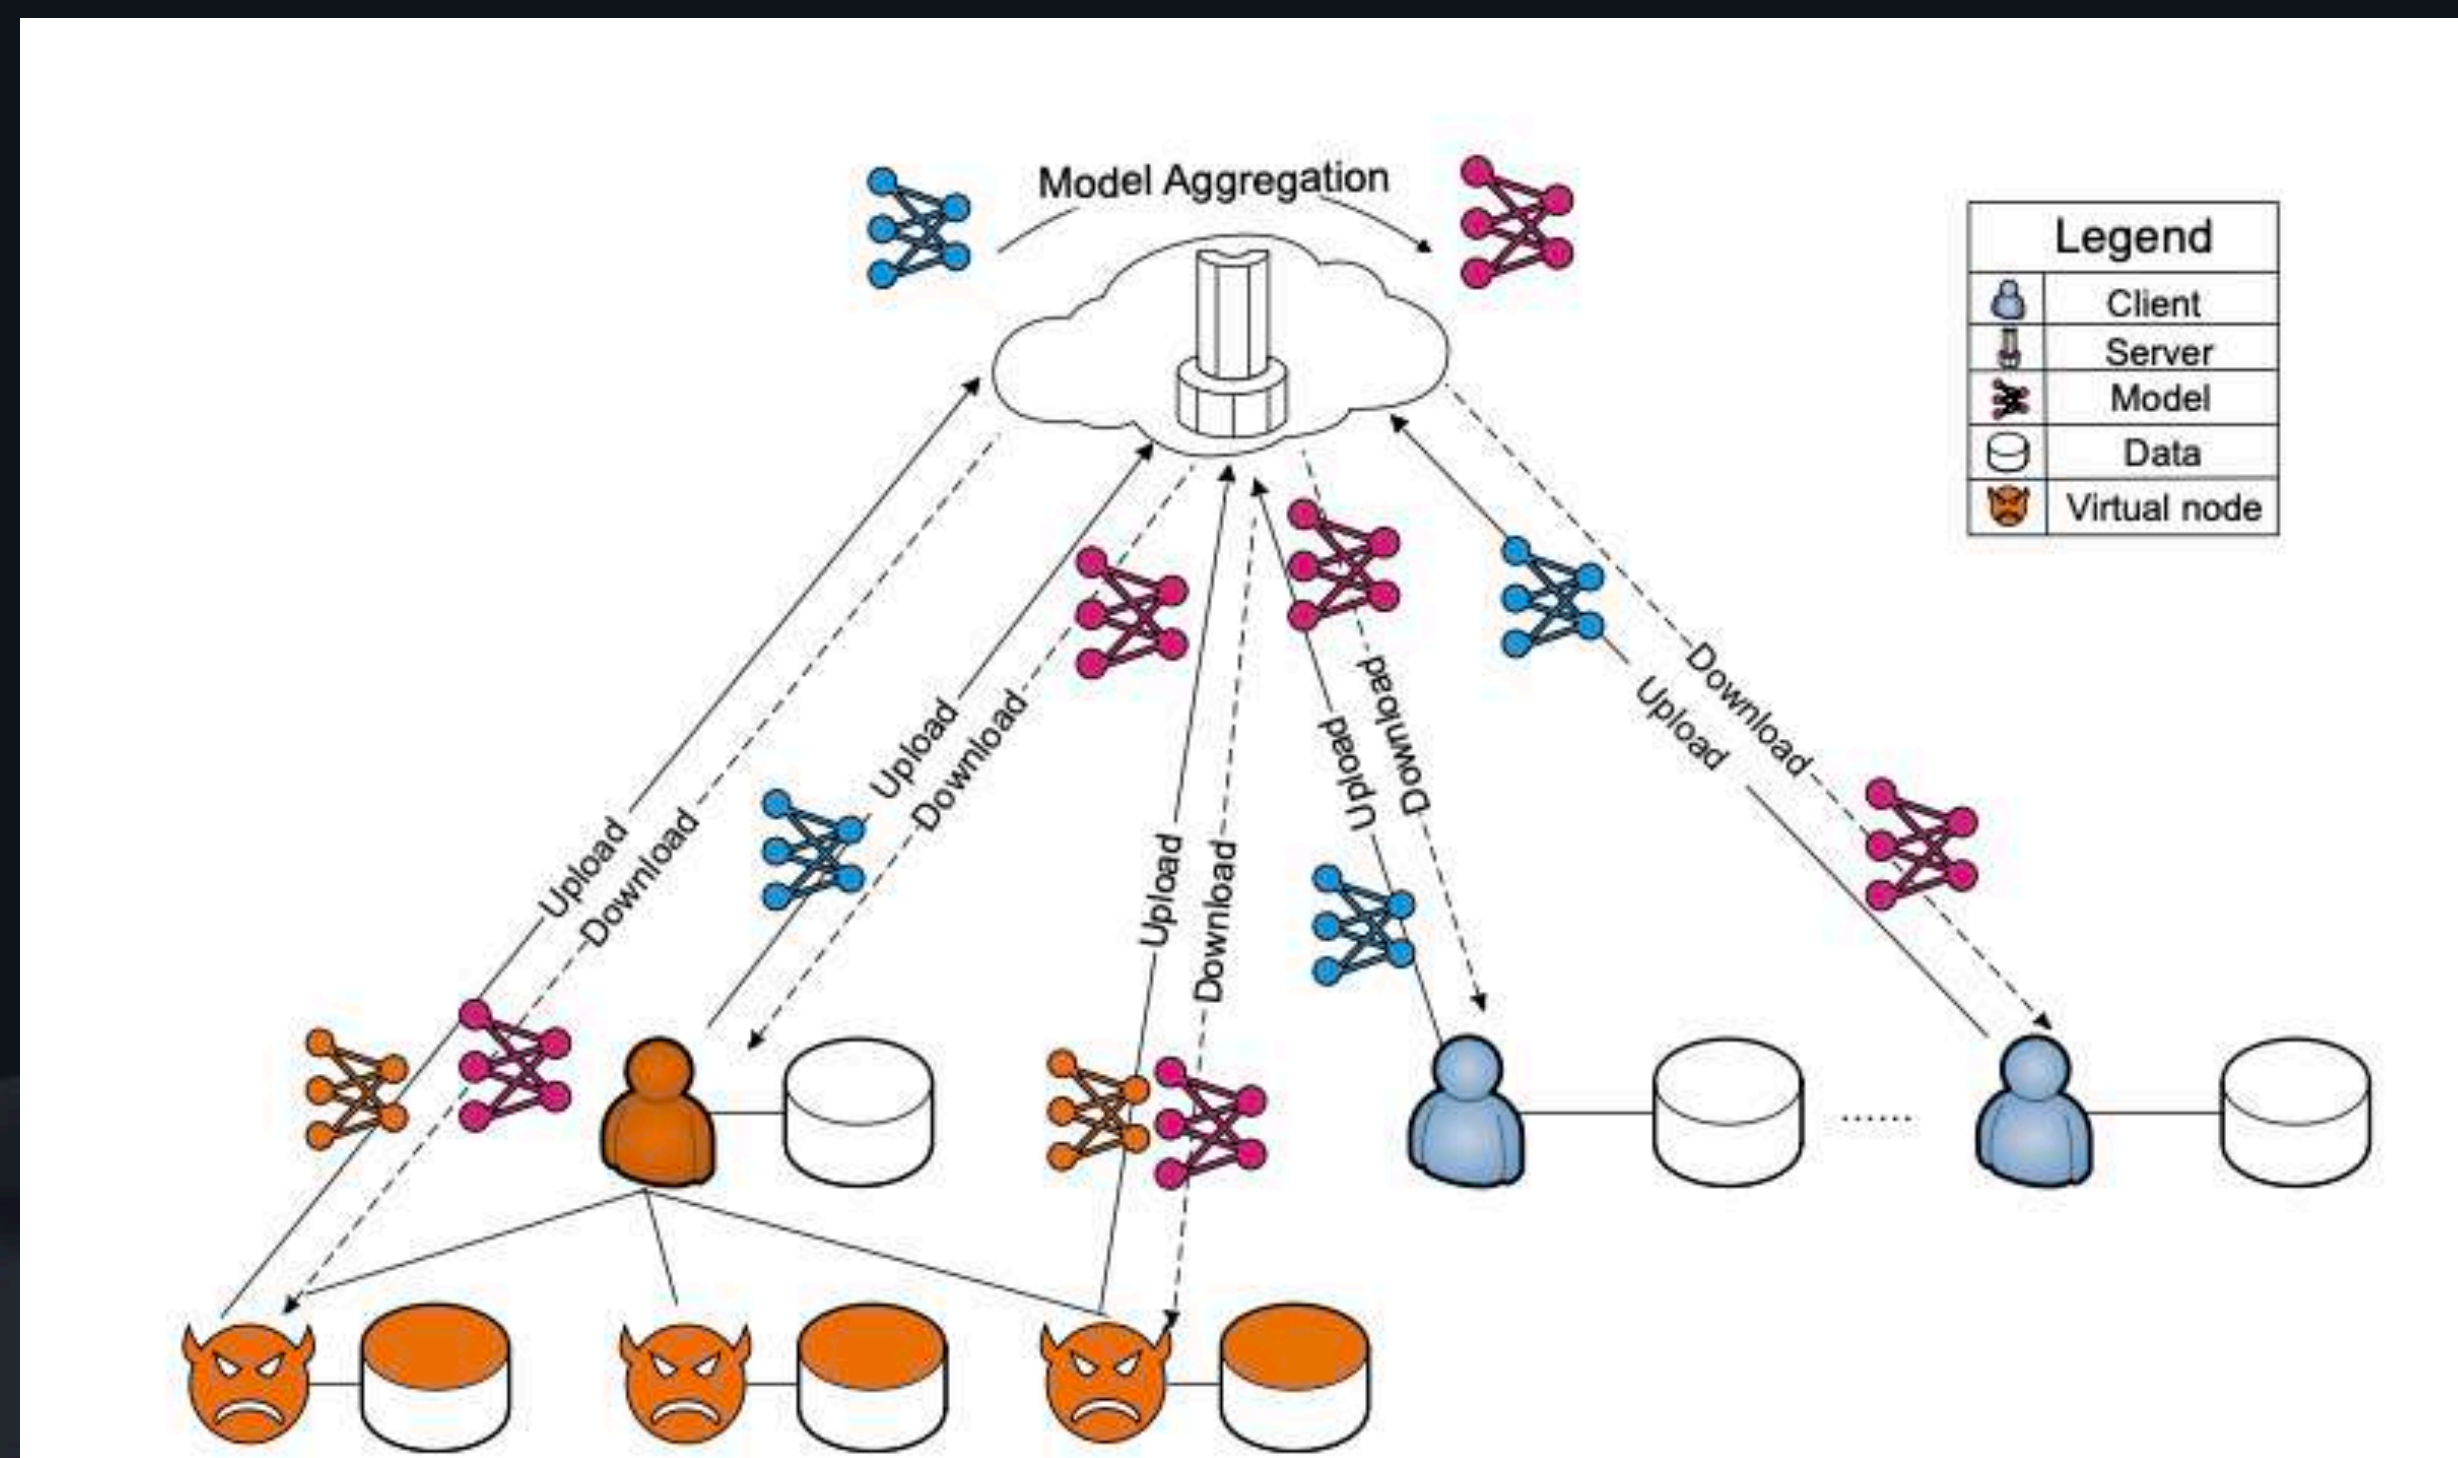 Model Aggregation
Legend
Client
Server
Model
Data
Virtual node
Upload
Download
Upload
Download
Upload
Download
Upload
Download
Upload
Download
......